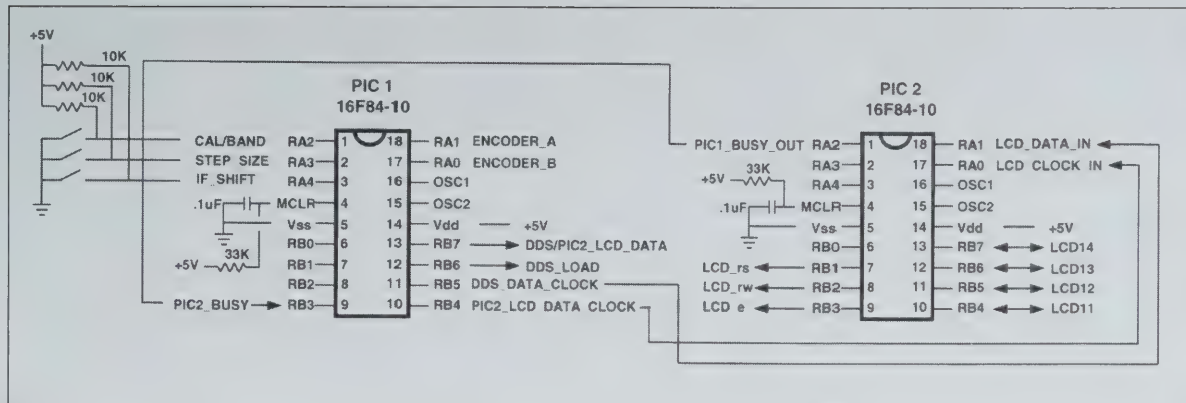 +5V
10K
10K
10K
PIC 1
16F84-10
CAL/BAND RA2 1 18 RA1 ENCODER_A
STEP SIZE RA3 2 17 RA0 ENCODER_B
IF_SHIFT RA4 3 16 OSC1
.1uF MCLR 4 15 OSC2
Vss 5 14 Vdd +5V
RB0 6 13 RB7 DDS/PIC2_LCD_DATA
+5V 33K RB1 7 12 RB6 DDS_LOAD
RB2 8 11 RB5 DDS_DATA_CLOCK
PIC2_BUSY RB3 9 10 RB4 PIC2_LCD DATA CLOCK
PIC 2
16F84-10
PIC1_BUSY_OUT RA2 1 18 RA1 LCD_DATA_IN
RA3 2 17 RA0 LCD CLOCK IN
+5V 33K RA4 3 16 OSC1
.1uF MCLR 4 15 OSC2
Vss 5 14 Vdd +5V
RB0 6 13 RB7 LCD14
LCD_rs RB1 7 12 RB6 LCD13
LCD_rw RB2 8 11 RB5 LCD12
LCD e RB3 9 10 RB4 LCD11